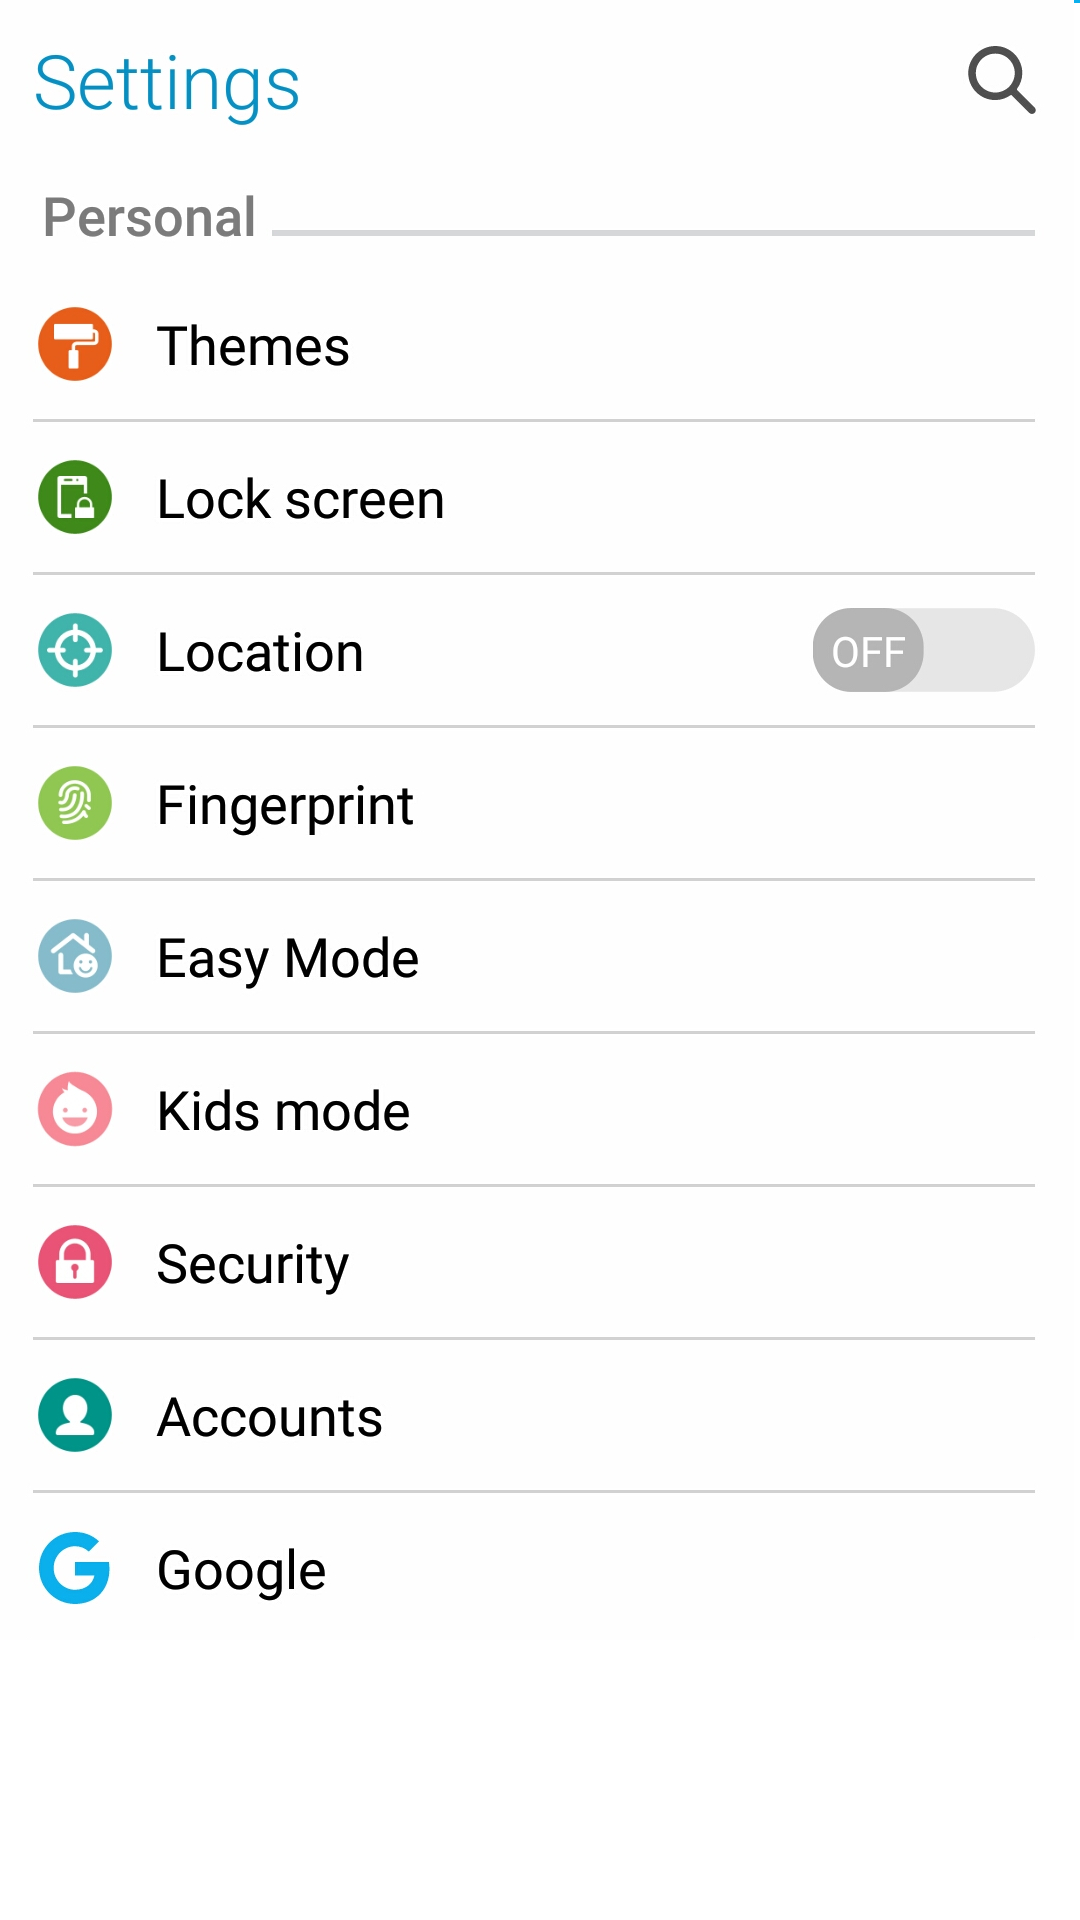 Settings
Personal
Themes
Lock screen
Location OFF
Fingerprint
Easy Mode
Kids mode
Security
Accounts
Google